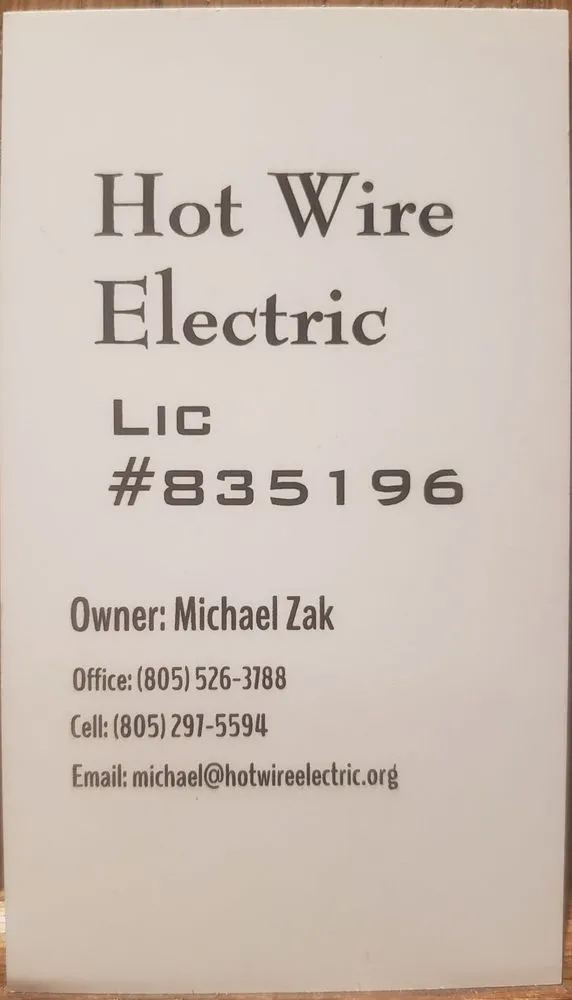 Hot Wire
Electric
Lic
#835196
Owner: Michael Zak
Office: (805) 526-3788
Cell: (805) 297-5594
Email: michael@hotwireelectric.org